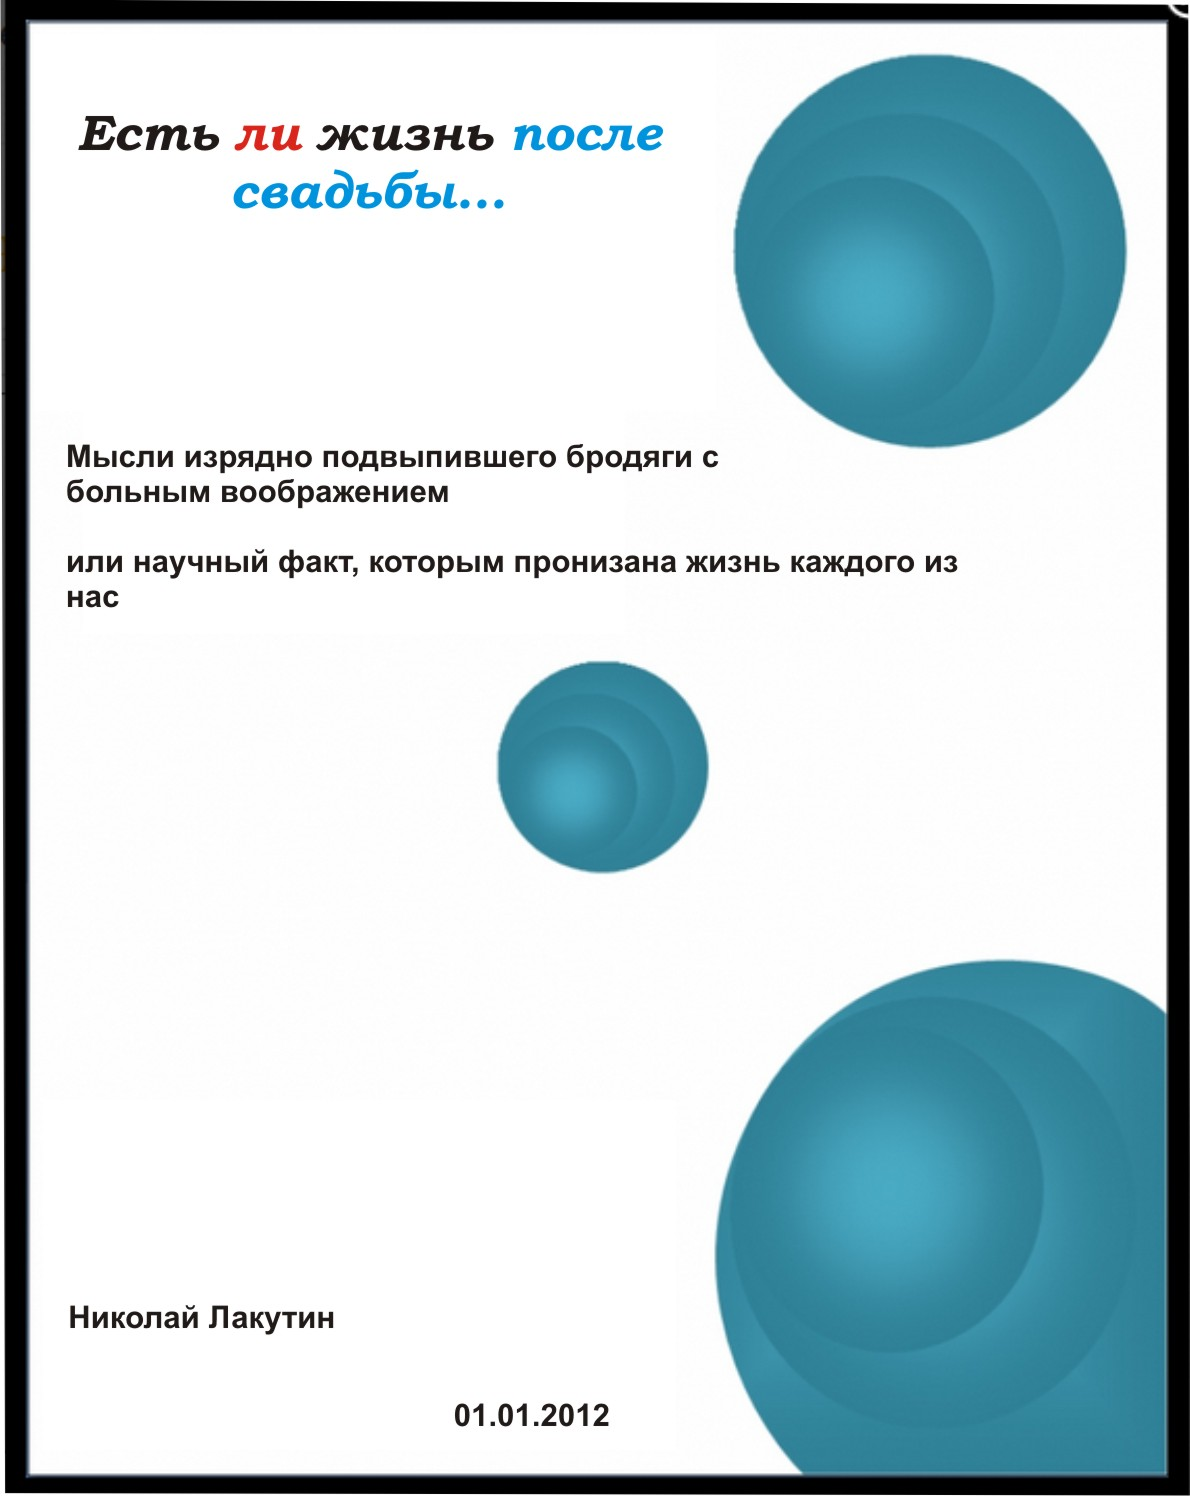 Есть ли жизнь после
свадьбы...
Мысли изрядно подвыпившего бродяги с
больным воображением
или научный факт, которым пронизана жизнь каждого из
нас
Николай Лакутин
01.01.2012